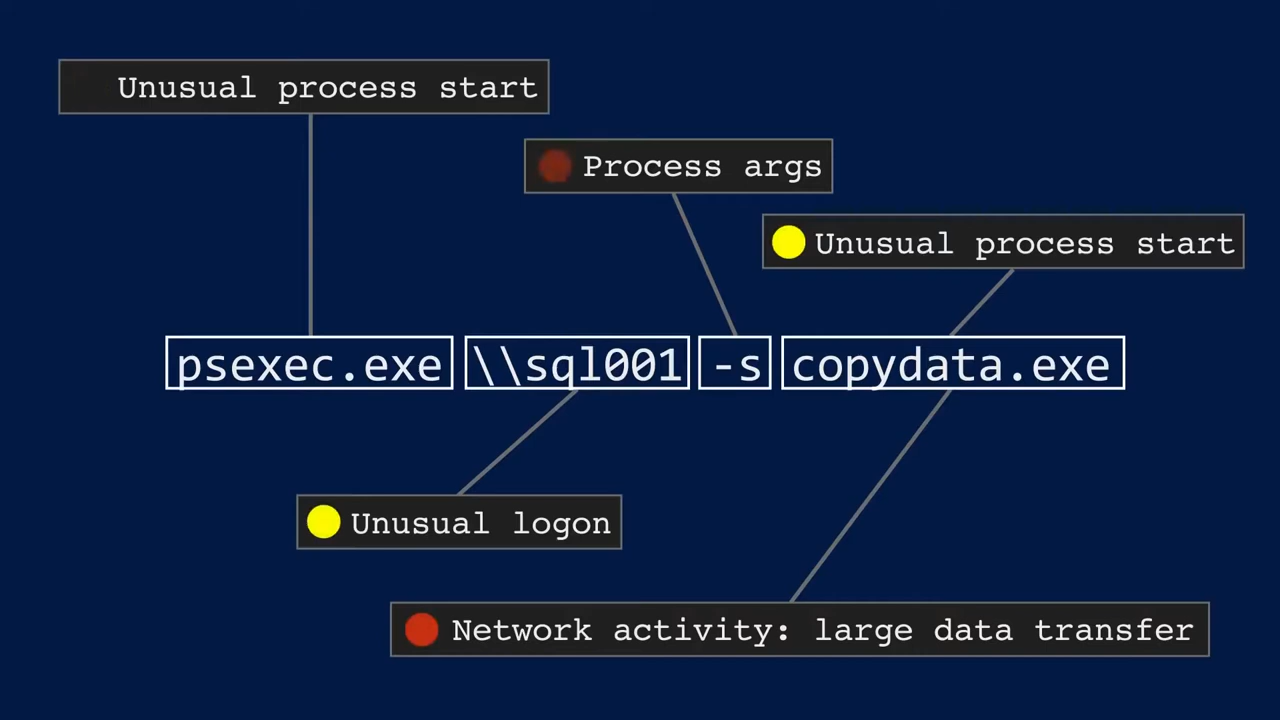 Unusual process start
Process args
Unusual process start
psexec.exe \\sql001 -s copydata.exe
Unusual logon
Network activity: large data transfer